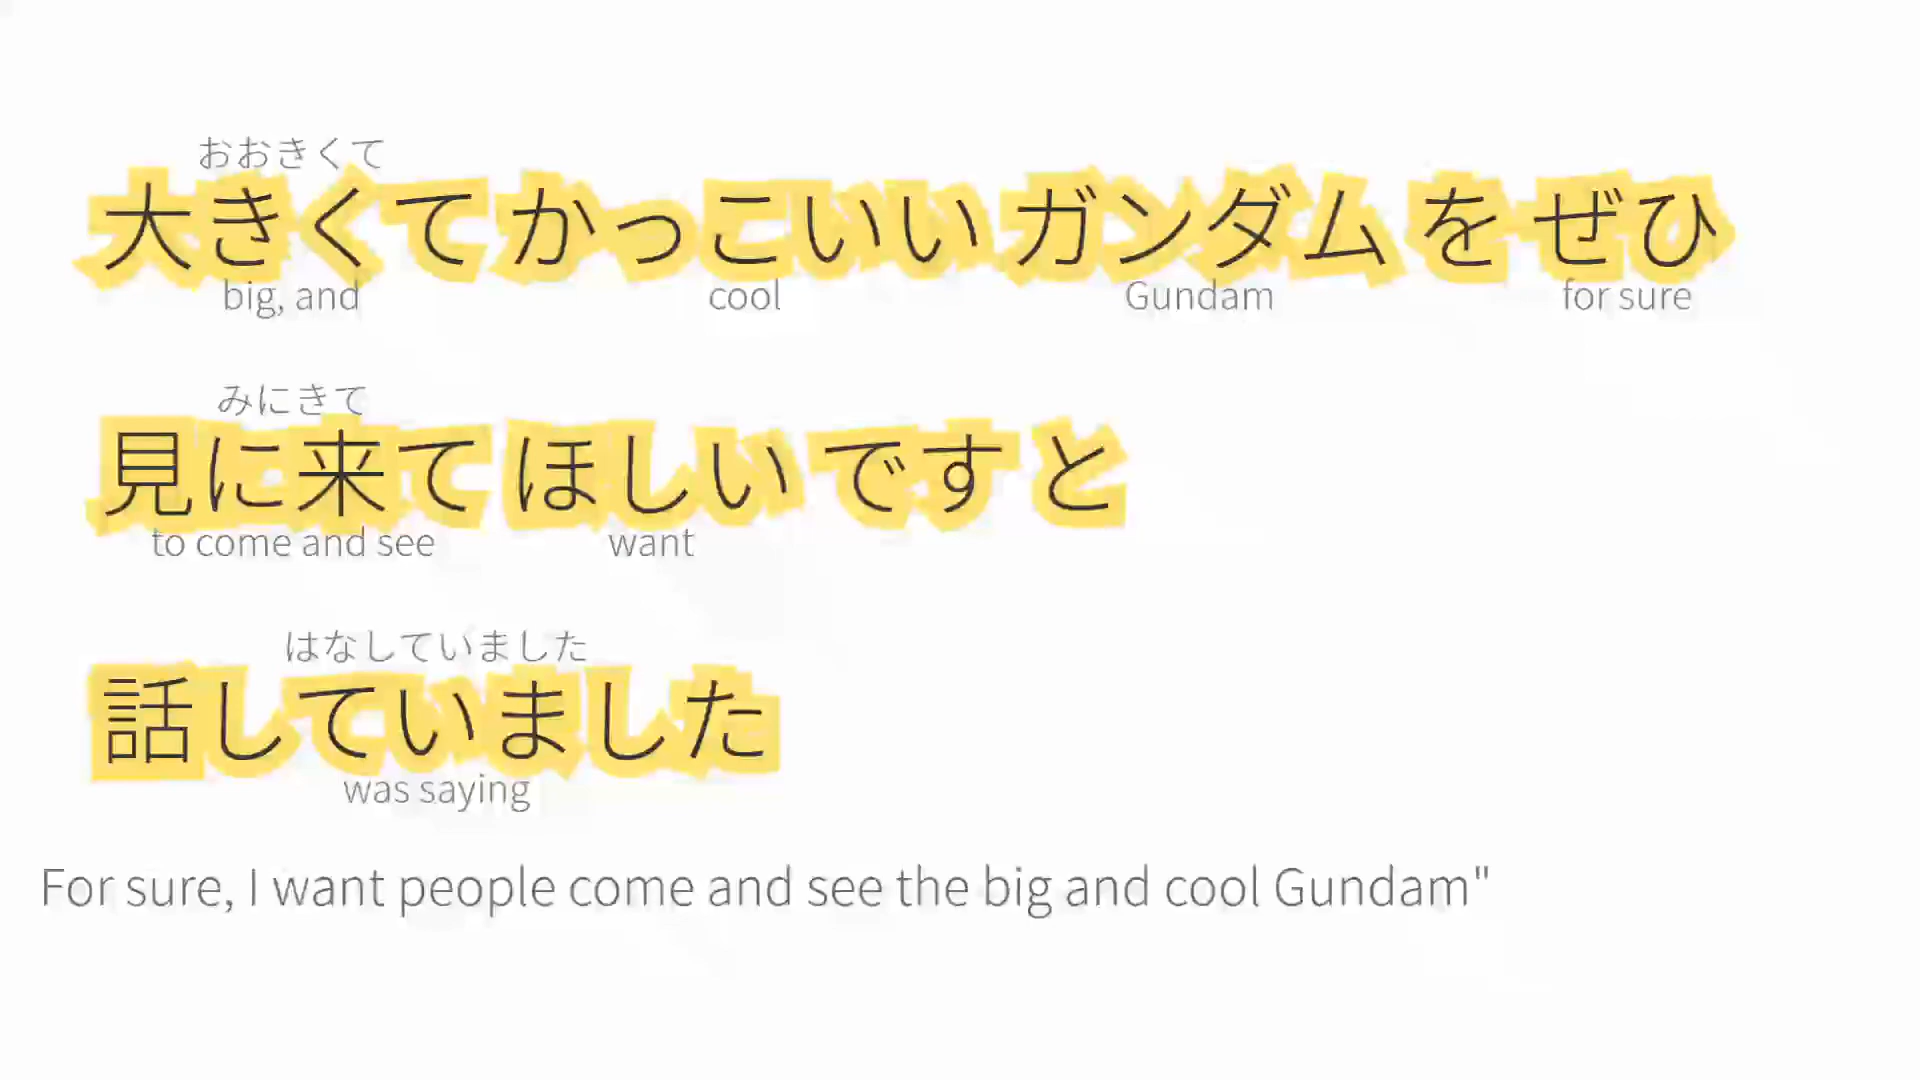 おおきくて
大きくて かっこいい ガンダム を ぜひ
big, and cool Gundam for sure
みにきて
見に来て ほしい です と
to come and see want
はなしていました
話していました
was saying
For sure, I want people come and see the big and cool Gundam"